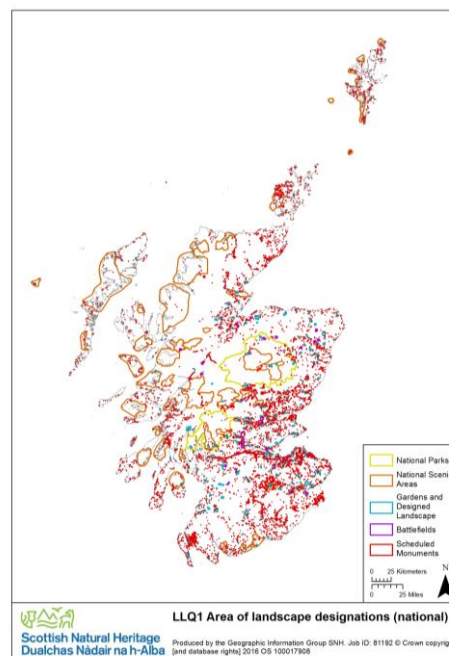 National Parks
National Scenic
Areas
Gardens and
Designed
Landscape
Battlefields
Scheduled
Monuments
N
0 25 Kilometers
0 25 Miles
LLQ1 Area of landscape designations (national)
Scottish Natural Heritage
Dualchas Nàdair na h-Alba
Produced by the Geographic Information Group SNH. Job ID: 81192 © Crown copyright
[and database rights] 2016 OS 100017908